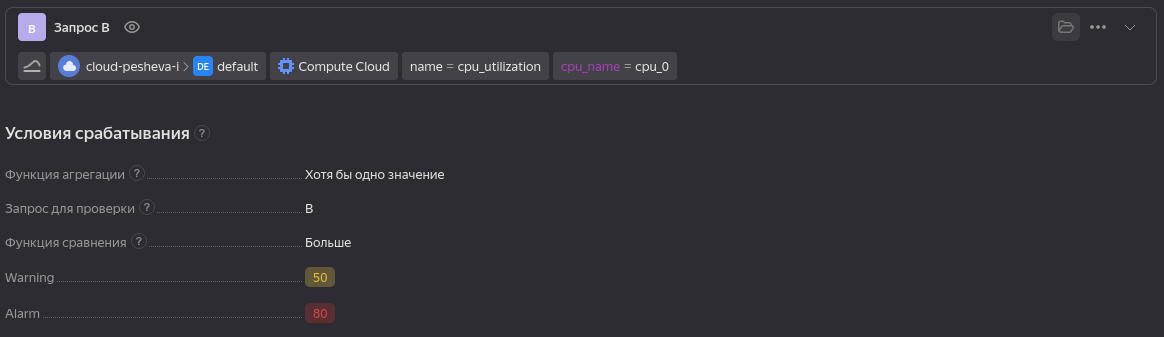 B Запрос B
cloud-pesheva-i > DE default Compute Cloud name = cpu_utilization cpu_name = cpu_0
Условия срабатывания ?
Функция агрегации ? Хотя бы одно значение
Запрос для проверки ? B
Функция сравнения ? Больше
Warning 50
Alarm 80